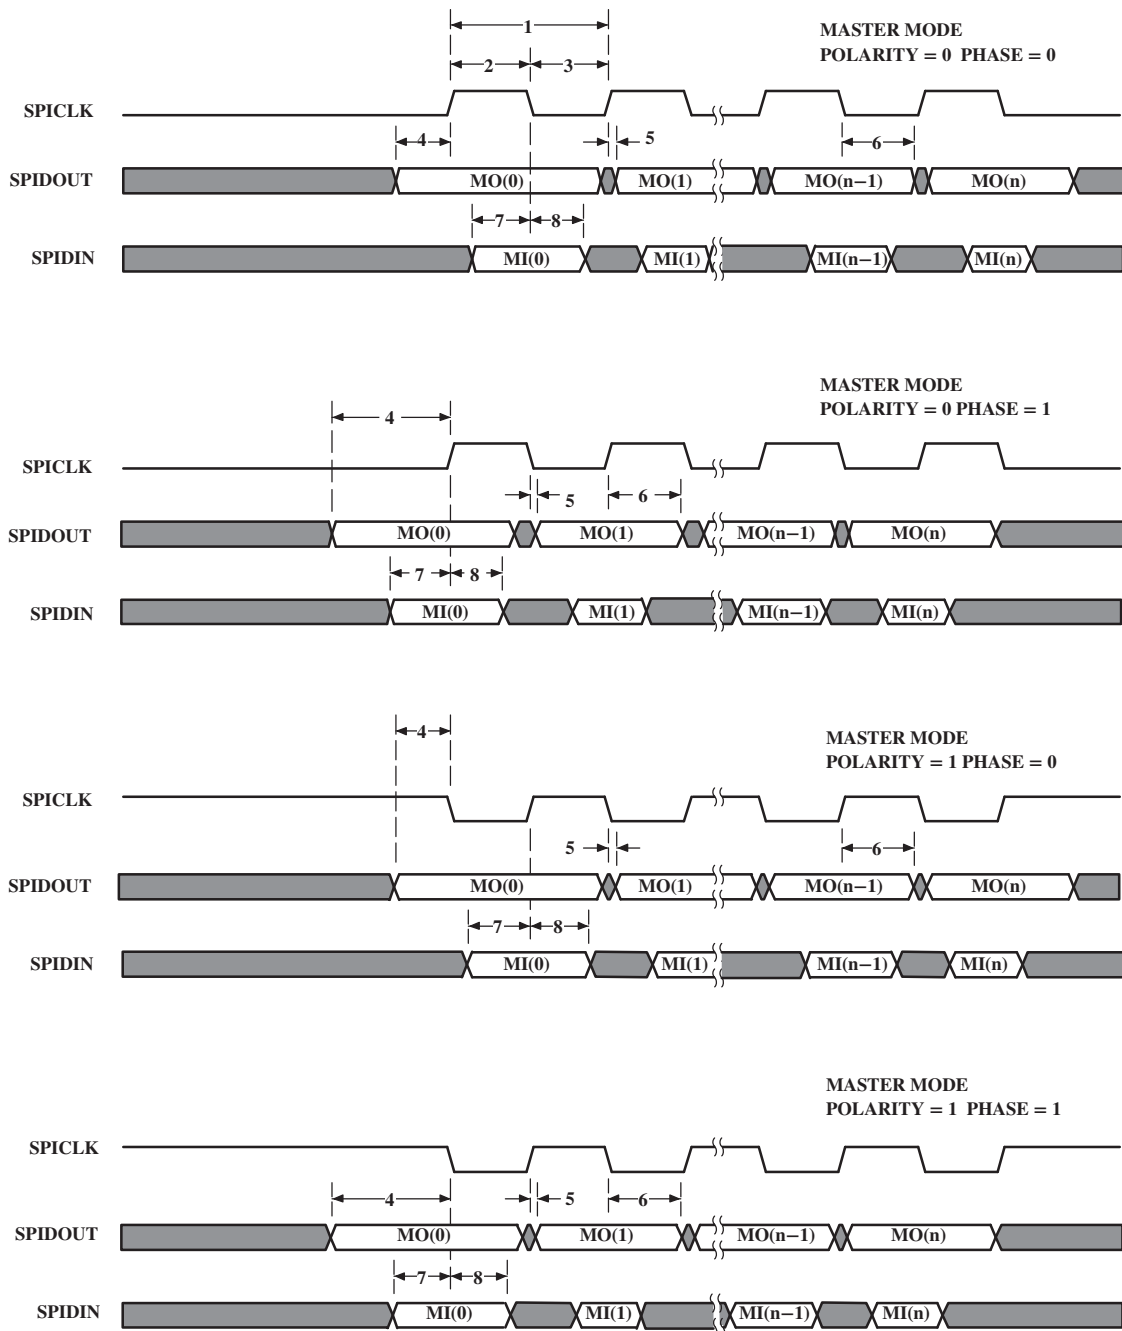 1
MASTER MODE
POLARITY = 0 PHASE = 0
2 3
SPICLK
4 5 6
SPIDOUT MO(0) MO(1) MO(n−1) MO(n)
7 8
SPIDIN MI(0) MI(1) MI(n−1) MI(n)
MASTER MODE
POLARITY = 0 PHASE = 1
4
SPICLK
5 6
SPIDOUT MO(0) MO(1) MO(n−1) MO(n)
7 8
SPIDIN MI(0) MI(1) MI(n−1) MI(n)
4
MASTER MODE
POLARITY = 1 PHASE = 0
SPICLK
5 6
SPIDOUT MO(0) MO(1) MO(n−1) MO(n)
7 8
SPIDIN MI(0) MI(1) MI(n−1) MI(n)
MASTER MODE
POLARITY = 1 PHASE = 1
SPICLK
4 5 6
SPIDOUT MO(0) MO(1) MO(n−1) MO(n)
7 8
SPIDIN MI(0) MI(1) MI(n−1) MI(n)